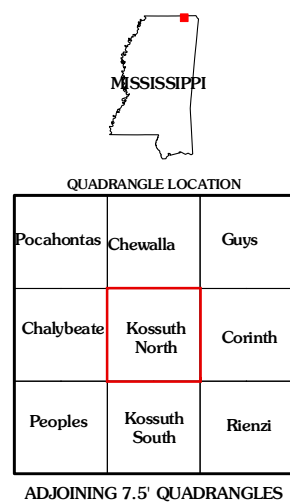 MISSISSIPPI
QUADRANGLE LOCATION
Pocahontas Chewalla Guys
Chalybeate Kossuth North Corinth
Peoples Kossuth South Rienzi
ADJOINING 7.5' QUADRANGLES